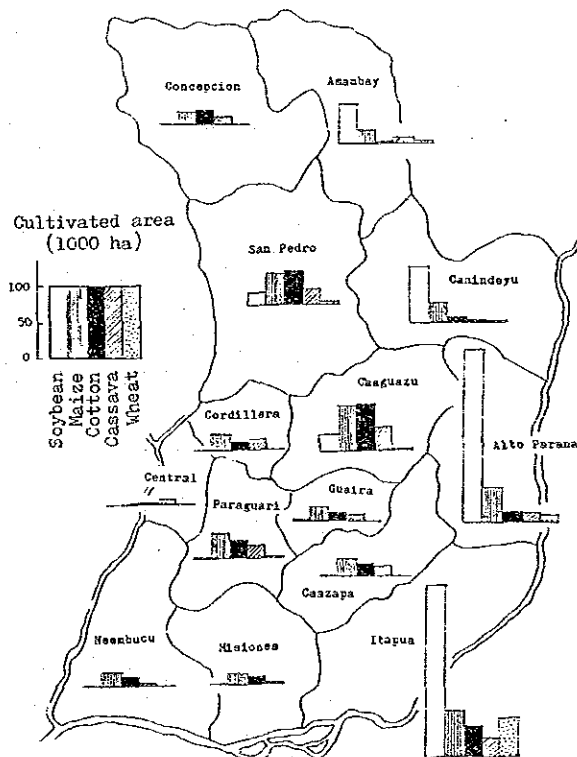 Concepcion
Amambay
Cultivated area
(1000 ha)
100
50
0
Soybean
Maize
Cotton
Cassava
Wheat
San Pedro
Canindeyu
Caaguazu
Cordillera
Alto Parana
Central
Paraguari
Guaira
Caazapa
Itapua
Neembucu
Misiones